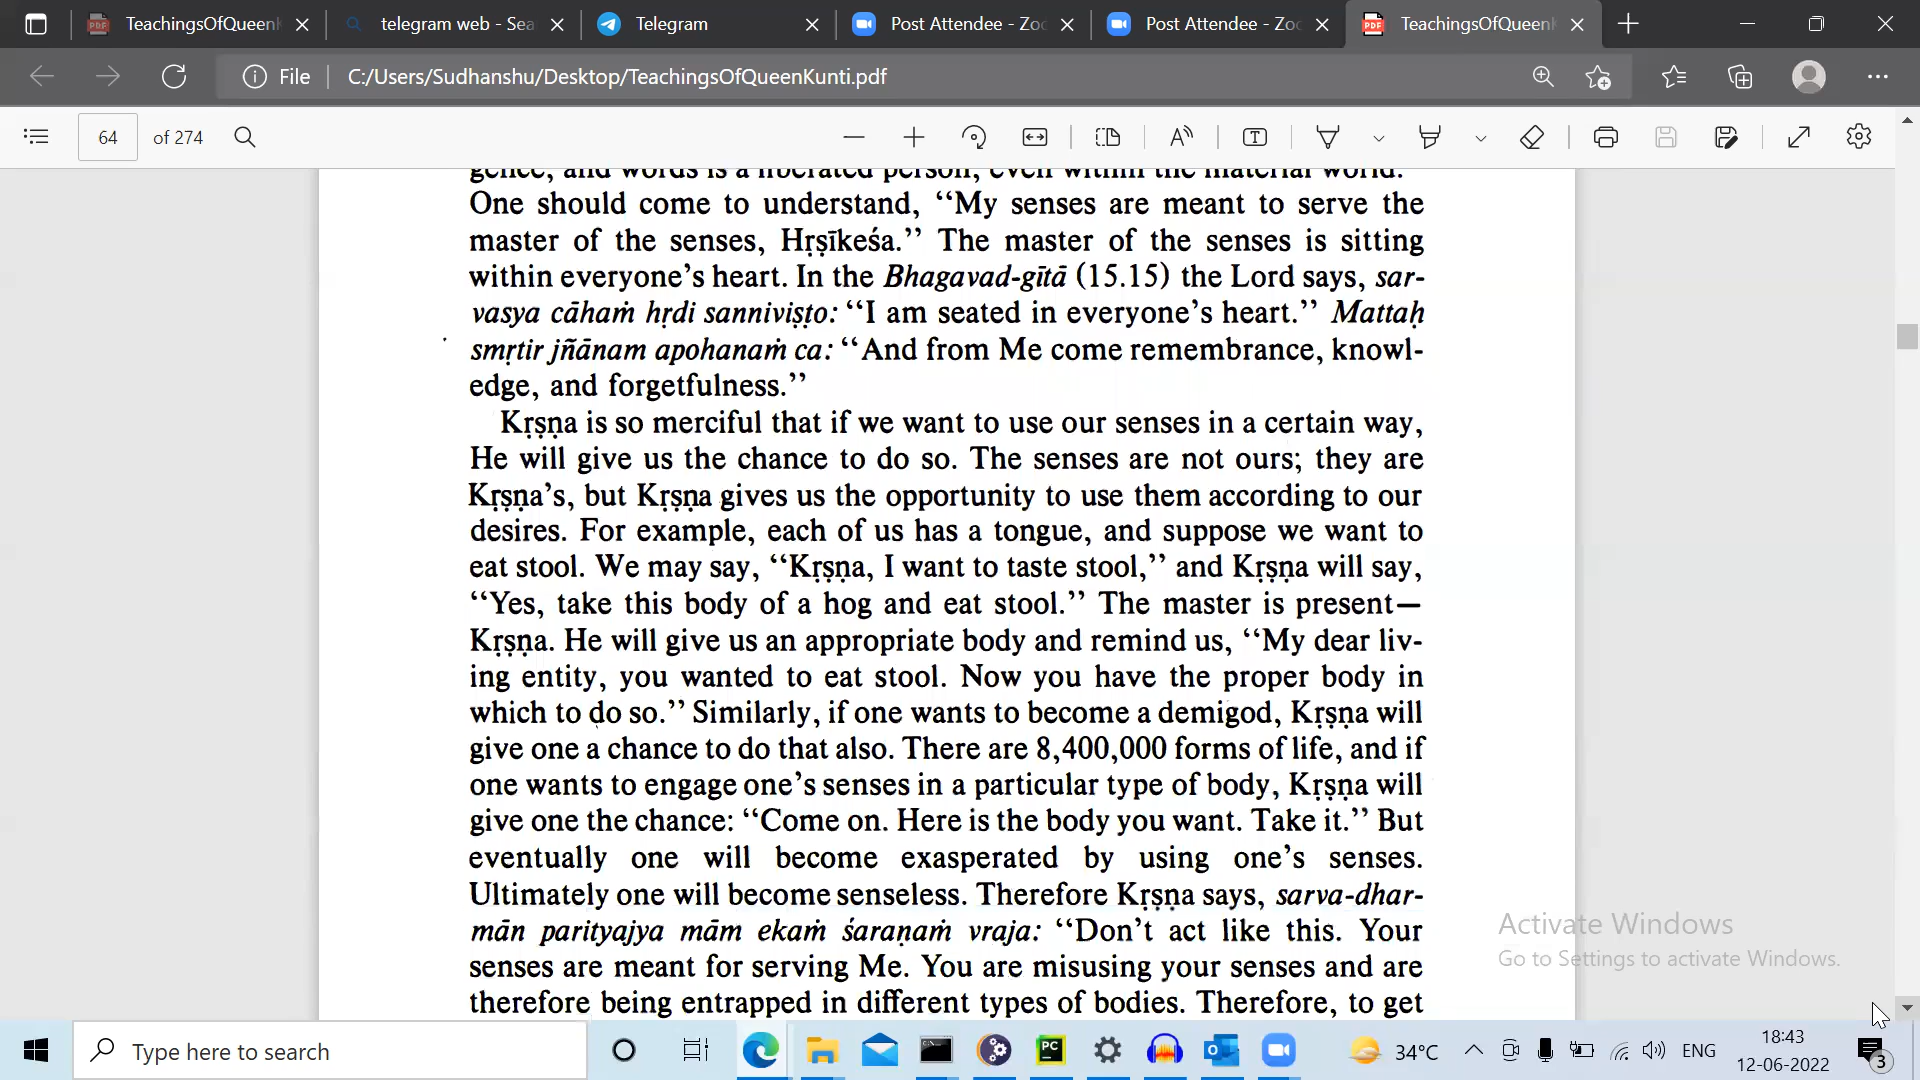 TeachingsOfQueenK
telegram web - Sea
Telegram
Post Attendee - Zoo
Post Attendee - Zoo
TeachingsOfQueenK
File
C:/Users/Sudhanshu/Desktop/TeachingsOfQueenKunti.pdf
64 of 274
gence, and words is a liberated person, even within the material world.
One should come to understand, ‘‘My senses are meant to serve the
master of the senses, Hṛṣīkeśa.’’ The master of the senses is sitting
within everyone’s heart. In the Bhagavad-gītā (15.15) the Lord says, sar-
vasya cāhaṁ hṛdi sanniviṣṭo: ‘‘I am seated in everyone’s heart.’’ Mattaḥ
smṛtir jñānam apohanaṁ ca: ‘‘And from Me come remembrance, knowl-
edge, and forgetfulness.’’
Kṛṣṇa is so merciful that if we want to use our senses in a certain way,
He will give us the chance to do so. The senses are not ours; they are
Kṛṣṇa’s, but Kṛṣṇa gives us the opportunity to use them according to our
desires. For example, each of us has a tongue, and suppose we want to
eat stool. We may say, ‘‘Kṛṣṇa, I want to taste stool,’’ and Kṛṣṇa will say,
‘‘Yes, take this body of a hog and eat stool.’’ The master is present—
Kṛṣṇa. He will give us an appropriate body and remind us, ‘‘My dear liv-
ing entity, you wanted to eat stool. Now you have the proper body in
which to do so.’’ Similarly, if one wants to become a demigod, Kṛṣṇa will
give one a chance to do that also. There are 8,400,000 forms of life, and if
one wants to engage one’s senses in a particular type of body, Kṛṣṇa will
give one the chance: ‘‘Come on. Here is the body you want. Take it.’’ But
eventually one will become exasperated by using one’s senses.
Ultimately one will become senseless. Therefore Kṛṣṇa says, sarva-dhar-
mān parityajya mām ekaṁ śaraṇaṁ vraja: ‘‘Don’t act like this. Your
senses are meant for serving Me. You are misusing your senses and are
therefore being entrapped in different types of bodies. Therefore, to get
Activate Windows
Go to Settings to activate Windows.
Type here to search
34°C
ENG
18:43
12-06-2022
3